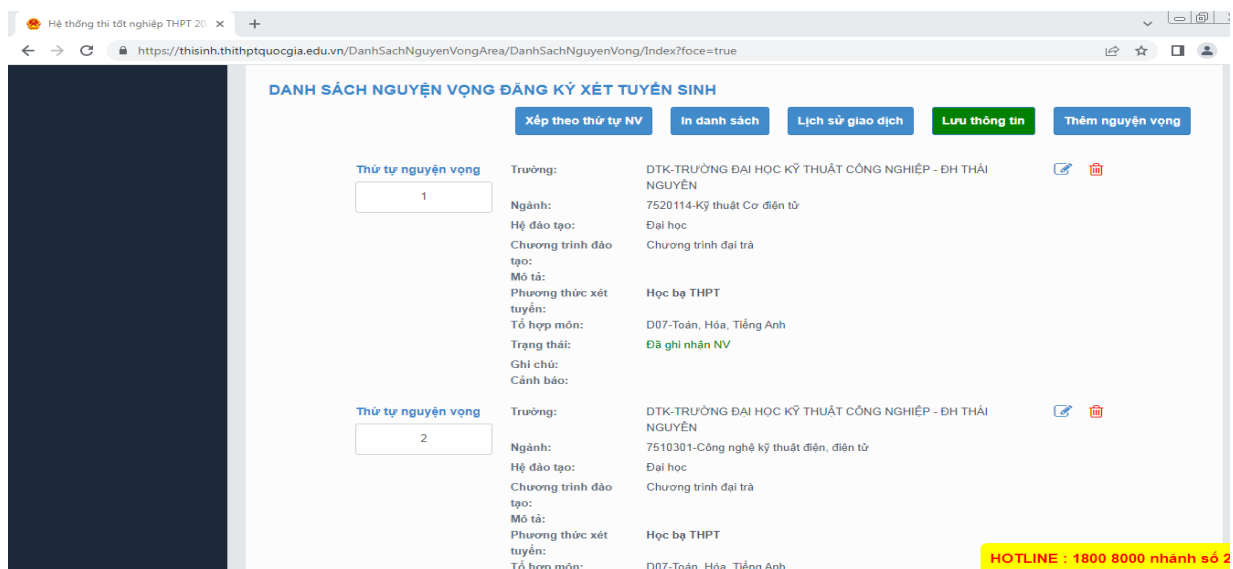 Hệ thống thi tốt nghiệp THPT 20
https://thisinh.thithptquocgia.edu.vn/DanhSachNguyenVongArea/DanhSachNguyenVong/Index?foce=true
DANH SÁCH NGUYỆN VỌNG ĐĂNG KÝ XÉT TUYỂN SINH
Xếp theo thứ tự NV In danh sách Lịch sử giao dịch Lưu thông tin Thêm nguyện vọng
Thứ tự nguyện vọng Trường: DTK-TRƯỜNG ĐẠI HỌC KỸ THUẬT CÔNG NGHIỆP - ĐH THÁI
NGUYÊN
1
Ngành: 7520114-Kỹ thuật Cơ điện tử
Hệ đào tạo: Đại học
Chương trình đào Chương trình đại trà
tạo:
Mô tả:
Phương thức xét Học bạ THPT
tuyển:
Tổ hợp môn: D07-Toán, Hóa, Tiếng Anh
Trạng thái: Đã ghi nhận NV
Ghi chú:
Cảnh báo:
Thứ tự nguyện vọng Trường: DTK-TRƯỜNG ĐẠI HỌC KỸ THUẬT CÔNG NGHIỆP - ĐH THÁI
NGUYÊN
2
Ngành: 7510301-Công nghệ kỹ thuật điện, điện tử
Hệ đào tạo: Đại học
Chương trình đào Chương trình đại trà
tạo:
Mô tả:
Phương thức xét Học bạ THPT
tuyển:
Tổ hợp môn: D07-Toán, Hóa, Tiếng Anh
HOTLINE : 1800 8000 nhánh số 2